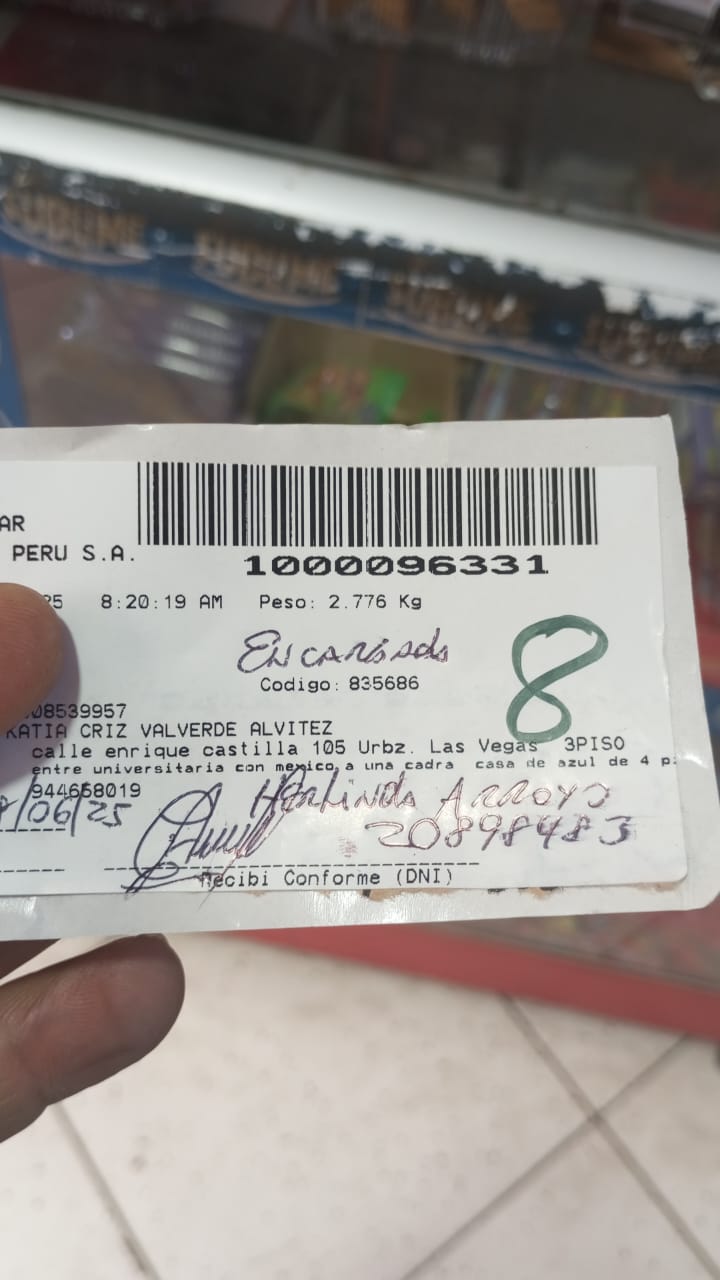 SUBLIME
AR
PERU S.A.
1000096331
25 8:20:19 AM Peso: 2.776 Kg
Encargado
8
Codigo: 835686
08539957
KATIA CRIZ VALVERDE ALVITEZ
calle enrique castilla 105 Urbz. Las Vegas 3PISO
entre universitaria con mexico a una cadra casa de azul de 4 p
944658019
/06/25
ARROYO
20898483
Recibi Conforme (DNI)